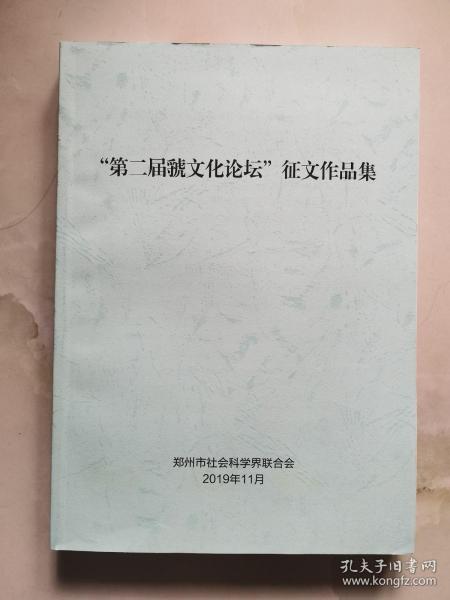 “第二届虢文化论坛”征文作品集
郑州市社会科学界联合会
2019年11月
孔夫子旧书网
www.kongfz.com